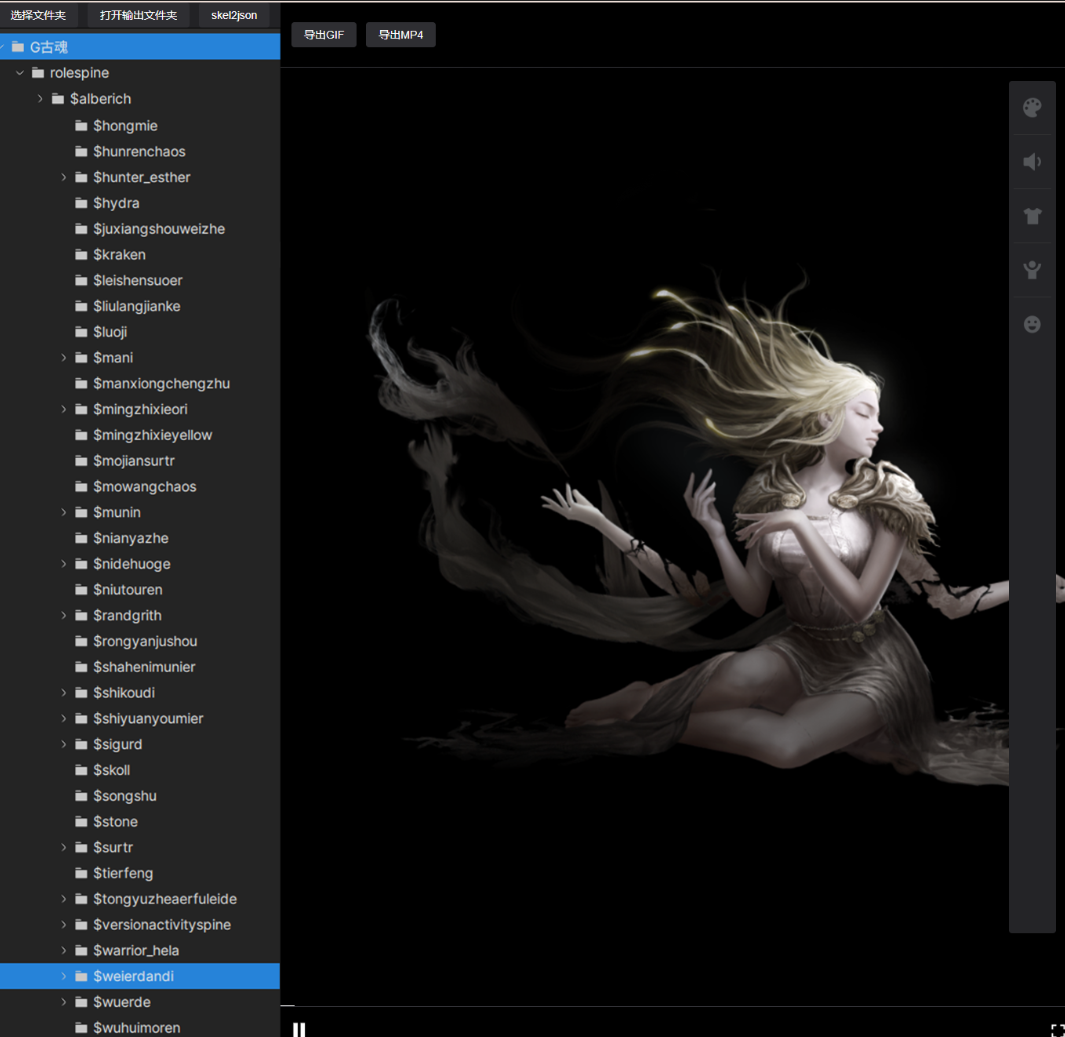 选择文件夹 打开输出文件夹 skel2json
导出GIF 导出MP4
G古魂
rolespine
$alberich
$hongmie
$hunrenchaos
$hunter_esther
$hydra
$juxiangshouweizhe
$kraken
$leishensuoer
$liulangjianke
$luoji
$mani
$manxiongchengzhu
$mingzhixieori
$mingzhixieyellow
$mojiansurtr
$mowangchaos
$munin
$nianyazhe
$nidehuoge
$niutouren
$randgrith
$rongyanjushou
$shahenimunier
$shikoudi
$shiyuanyoumier
$sigurd
$skoll
$songshu
$stone
$surtr
$tierfeng
$tongyuzheaerfuleide
$versionactivityspine
$warrior_hela
$weierdandi
$wuerde
$wuhuimoren